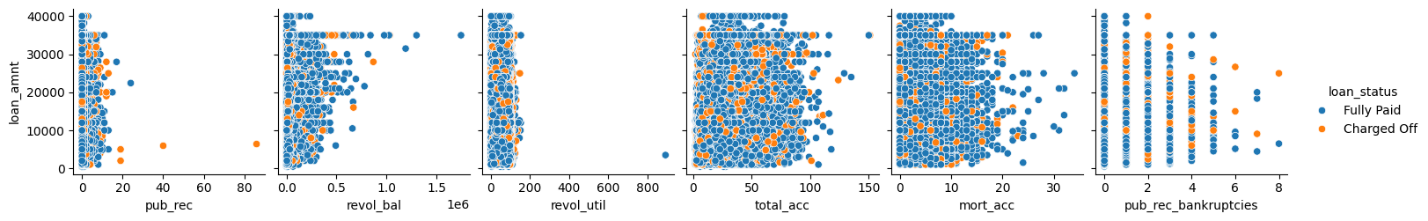 40000
30000
20000
10000
0
loan_amnt
0 20 40 60 80
pub_rec
0.0 0.5 1.0 1.5
1e6
revol_bal
0 200 400 600 800
revol_util
0 50 100 150
total_acc
0 10 20 30
mort_acc
0 2 4 6 8
pub_rec_bankruptcies
loan_status
Fully Paid
Charged Off